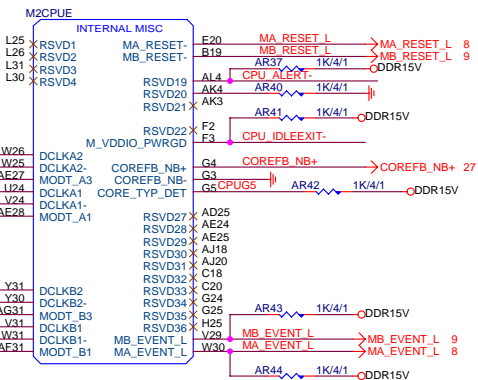 M2CPUE
INTERNAL MISC
L25 RSVD1 MA_RESET- E20 MA_RESET_L MA_RESET_L 8
L26 RSVD2 MB_RESET- B19 MB_RESET_L MB_RESET_L 9
L31 RSVD3 AR37 1K/4/1 DDR15V
L30 RSVD4 RSVD19 AL4 CPU_ALERT-
RSVD20 AK4 AR40 1K/4/1
RSVD21 AK3
AR41 1K/4/1 DDR15V
RSVD22 F2
M_VDDIO_PWRGD F3 CPU_IDLEEXIT-
W26 DCLKA2
W25 DCLKA2- COREFB_NB+ G4 COREFB_NB+ COREFB_NB+ 27
AE27 MODT_A3 COREFB_NB- G3
U24 DCLKA1 CORE_TYP_DET G5 CPUG5 AR42 1K/4/1 DDR15V
V24 DCLKA1-
AE28 MODT_A1 RSVD27 AD25
RSVD28 AE24
RSVD29 AE25
RSVD30 AJ18
RSVD31 AJ20
RSVD32 C18
Y31 DCLKB2 RSVD33 C20
Y30 DCLKB2- RSVD34 G24
AG31 MODT_B3 RSVD35 G25 AR43 1K/4/1 DDR15V
V31 DCLKB1 RSVD36 H25
W31 DCLKB1- MB_EVENT_L V29 MB_EVENT_L MB_EVENT_L 9
AF31 MODT_B1 MA_EVENT_L W30 MA_EVENT_L MA_EVENT_L 8
AR44 1K/4/1 DDR15V